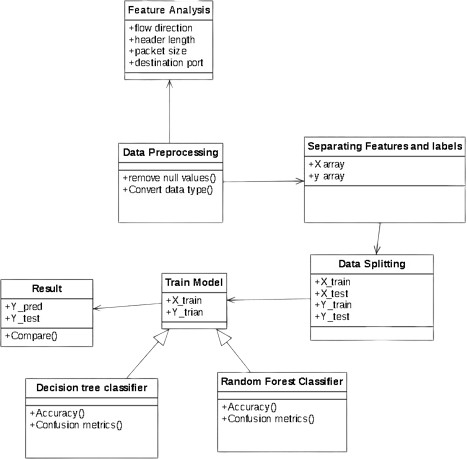 Feature Analysis
+flow direction
+header length
+packet size
+destination port
Data Preprocessing
+remove null values()
+Convert data type()
Separating Features and labels
+X array
+y array
Data Splitting
+X_train
+X_test
+Y_train
+Y_test
Train Model
+X_train
+Y_trian
Result
+Y_pred
+Y_test
+Compare()
Decision tree classifier
+Accuracy()
+Confusion metrics()
Random Forest Classifier
+Accuracy()
+Confusion metrics()